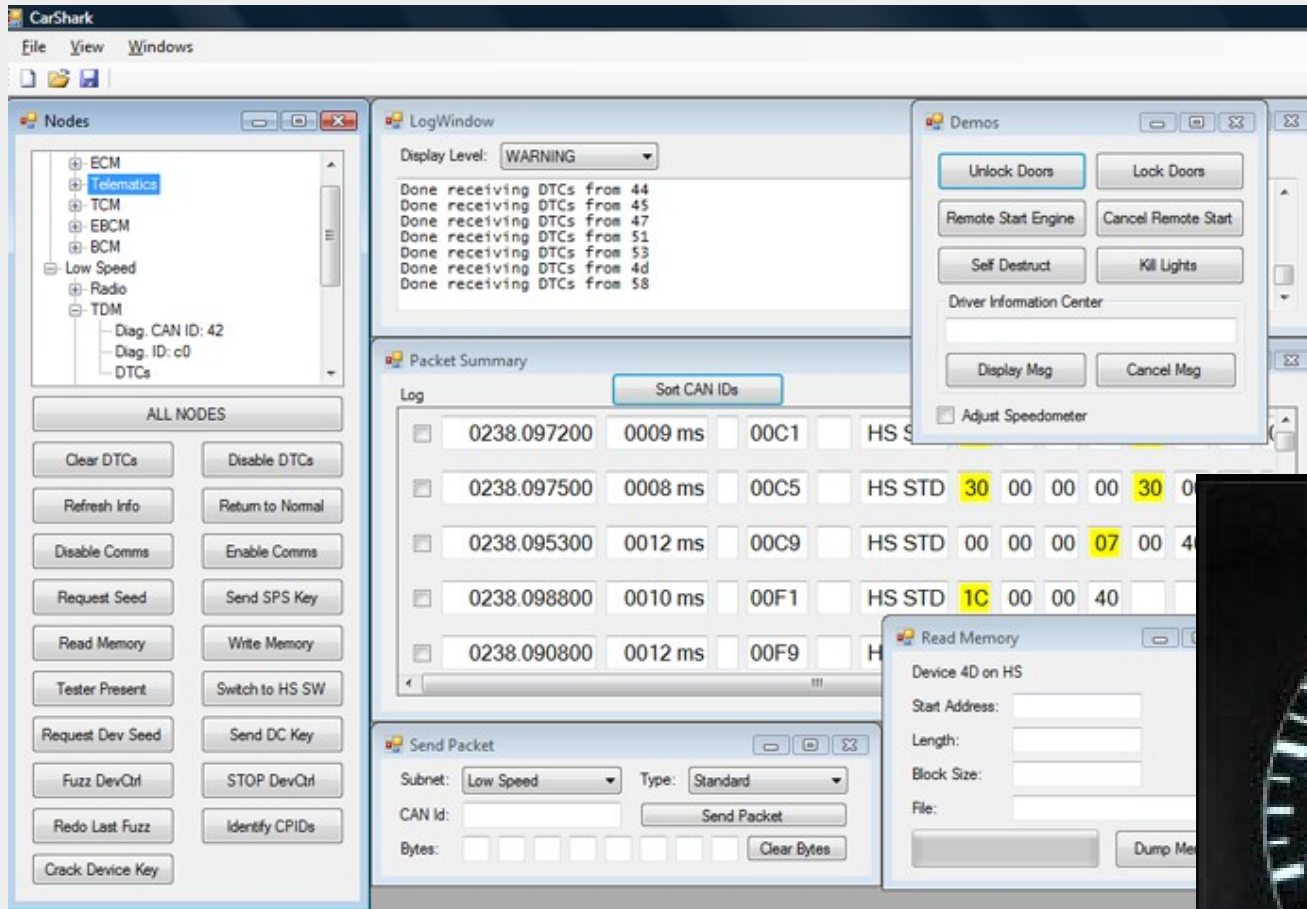 CarShark
File View Windows
Nodes
ECM
Telematics
TCM
EBCM
BCM
Low Speed
Radio
TDM
Diag. CAN ID: 42
Diag. ID: c0
DTCs
ALL NODES
Clear DTCs Disable DTCs
Refresh Info Return to Normal
Disable Comms Enable Comms
Request Seed Send SPS Key
Read Memory Write Memory
Tester Present Switch to HS SW
Request Dev Seed Send DC Key
Fuzz DevCtrl STOP DevCtrl
Redo Last Fuzz Identify CPIDs
Crack Device Key
LogWindow
Display Level: WARNING
Done receiving DTCs from 44
Done receiving DTCs from 45
Done receiving DTCs from 47
Done receiving DTCs from 51
Done receiving DTCs from 53
Done receiving DTCs from 4d
Done receiving DTCs from 58
Demos
Unlock Doors Lock Doors
Remote Start Engine Cancel Remote Start
Self Destruct Kill Lights
Driver Information Center
Display Msg Cancel Msg
Adjust Speedometer
Packet Summary
Log Sort CAN IDs
0238.097200 0009 ms 00C1 HS
0238.097500 0008 ms 00C5 HS STD 30 00 00 00 30
0238.095300 0012 ms 00C9 HS STD 00 00 00 07 00
0238.098800 0010 ms 00F1 HS STD 1C 00 00 40
0238.090800 0012 ms 00F9
Send Packet
Subnet: Low Speed Type: Standard
CAN Id: Send Packet
Bytes: Clear Bytes
Read Memory
Device 4D on HS
Start Address:
Length:
Block Size:
File:
Dump